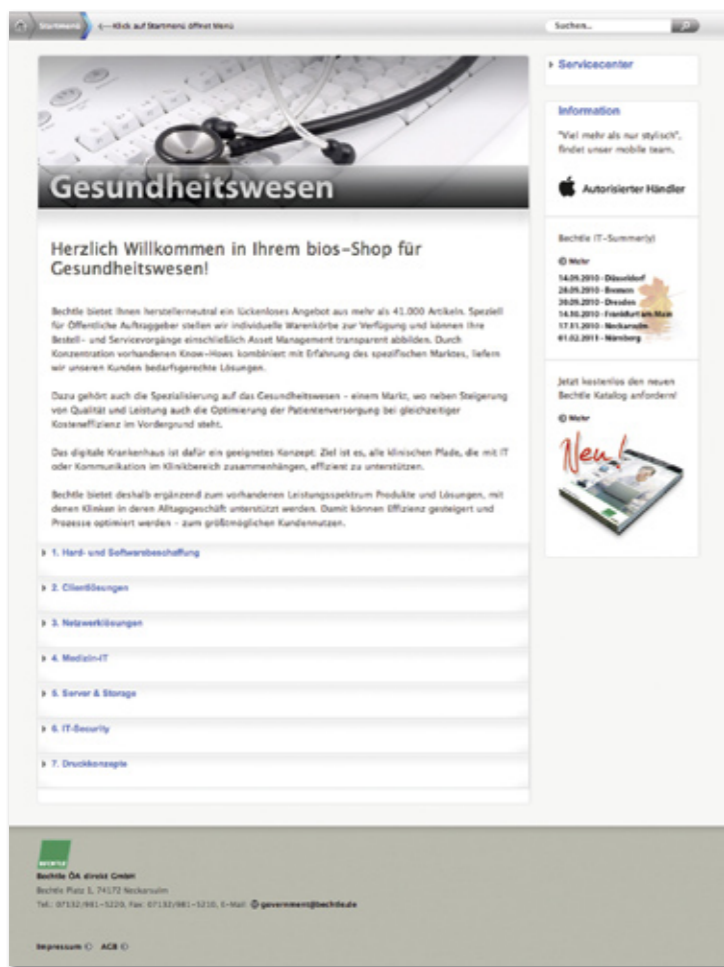 Startmenü
<-- Klick auf Startmenü öffnet Menü
Suchen...
Gesundheitswesen
Herzlich Willkommen in Ihrem bios-Shop für
Gesundheitswesen!
Bechtle bietet Ihnen herstellerneutral ein lückenloses Angebot aus mehr als 41.000 Artikeln. Speziell
für Öffentliche Auftraggeber stellen wir individuelle Warenkörbe zur Verfügung und können Ihre
Bestell- und Servicevorgänge einschließlich Asset Management transparent abbilden. Durch
Konzentration vorhandenen Know-Hows kombiniert mit Erfahrung des spezifischen Marktes, liefern
wir unseren Kunden bedarfsgerechte Lösungen.
Dazu gehört auch die Spezialisierung auf das Gesundheitswesen - einem Markt, wo neben Steigerung
von Qualität und Leistung auch die Optimierung der Patientenversorgung bei gleichzeitiger
Kosteneffizienz im Vordergrund steht.
Das digitale Krankenhaus ist dafür ein geeignetes Konzept: Ziel ist es, alle klinischen Pfade, die mit IT
oder Kommunikation im Klinikbereich zusammenhängen, effizient zu unterstützen.
Bechtle bietet deshalb ergänzend zum vorhandenen Leistungsspektrum Produkte und Lösungen, mit
denen Kliniken in deren Alltagsgeschäft unterstützt werden. Damit können Effizienz gesteigert und
Prozesse optimiert werden - zum größtmöglichen Kundennutzen.
1. Hard- und Softwarebeschaffung
2. Clientlösungen
3. Netzwerklösungen
4. Medizin-IT
5. Server & Storage
6. IT-Security
7. Druckkonzepte
Servicecenter
Information
"Viel mehr als nur stylisch",
findet unser mobile team.
Autorisierter Händler
Bechtle IT-Summer(y)
Mehr
14.09.2010 - Düsseldorf
28.09.2010 - Bremen
30.09.2010 - Dresden
14.10.2010 - Frankfurt am Main
17.11.2010 - Neckarsulm
01.02.2011 - Nürnberg
Jetzt kostenlos den neuen
Bechtle Katalog anfordern!
Mehr
Neu!
BECHTLE
Bechtle ÖA direkt GmbH
Bechtle Platz 1, 74172 Neckarsulm
Tel.: 07132/981-5220, Fax: 07132/981-5210, E-Mail: government@bechtle.de
Impressum AGB